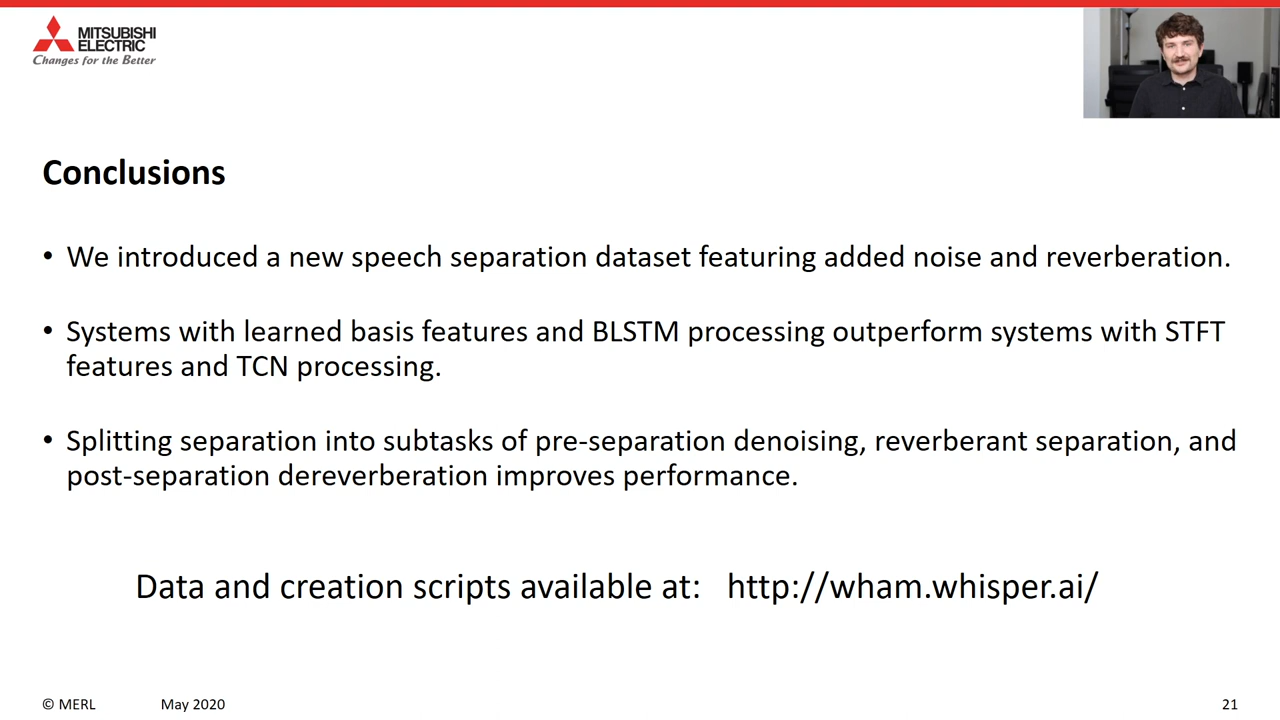 MITSUBISHI
ELECTRIC
Changes for the Better
Conclusions
• We introduced a new speech separation dataset featuring added noise and reverberation.
• Systems with learned basis features and BLSTM processing outperform systems with STFT
features and TCN processing.
• Splitting separation into subtasks of pre-separation denoising, reverberant separation, and
post-separation dereverberation improves performance.
Data and creation scripts available at: http://wham.whisper.ai/
© MERL May 2020 21